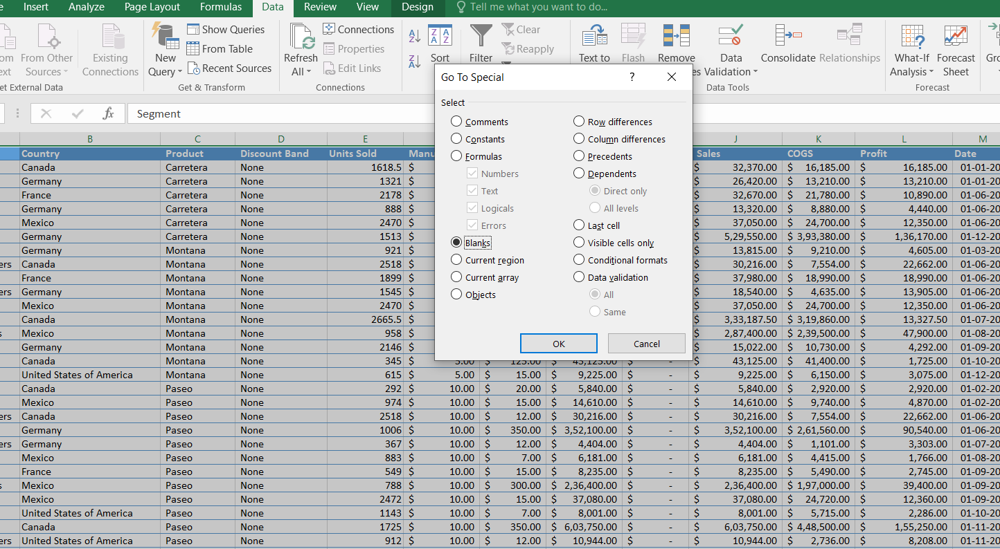 e Insert Analyze Page Layout Formulas Data Review View Design Tell me what you want to do...
om From Other Existing New Show Queries Refresh Connections Sort Filter Clear Text to Flash Remove Data Consolidate Relationships What-If Forecast Gro
ext Sources Connections Query From Table All Properties Reapply es Validation Analysis Sheet
Recent Sources Edit Links
et External Data Get & Transform Connections Data Tools Forecast
fx Segment
Go To Special ?
Select
Comments Row differences
Constants Column differences
Formulas Precedents
Numbers Dependents
Text Direct only
Logicals All levels
Errors Last cell
Blanks Visible cells only
Current region Conditional formats
Current array Data validation
Objects All
Same
OK Cancel
B C D E J K L M
Country Product Discount Band Units Sold Manu Sales COGS Profit Date
Canada Carretera None 1618.5 $ $ 32,370.00 $ 16,185.00 $ 16,185.00 01-01-20
Germany Carretera None 1321 $ $ 26,420.00 $ 13,210.00 $ 13,210.00 01-01-20
France Carretera None 2178 $ $ 32,670.00 $ 21,780.00 $ 10,890.00 01-06-20
Germany Carretera None 888 $ $ 13,320.00 $ 8,880.00 $ 4,440.00 01-06-20
Mexico Carretera None 2470 $ $ 37,050.00 $ 24,700.00 $ 12,350.00 01-06-20
Germany Carretera None 1513 $ $ 5,29,550.00 $ 3,93,380.00 $ 1,36,170.00 01-12-20
Germany Montana None 921 $ $ 13,815.00 $ 9,210.00 $ 4,605.00 01-03-20
ers Canada Montana None 2518 $ $ 30,216.00 $ 7,554.00 $ 22,662.00 01-06-20
France Montana None 1899 $ $ 37,980.00 $ 18,990.00 $ 18,990.00 01-06-20
ers Germany Montana None 1545 $ $ 18,540.00 $ 4,635.00 $ 13,905.00 01-06-20
Mexico Montana None 2470 $ $ 37,050.00 $ 24,700.00 $ 12,350.00 01-06-20
Canada Montana None 2665.5 $ $ 3,33,187.50 $ 3,19,860.00 $ 13,327.50 01-07-20
s Mexico Montana None 958 $ $ 2,87,400.00 $ 2,39,500.00 $ 47,900.00 01-08-20
Germany Montana None 2146 $ $ 15,022.00 $ 10,730.00 $ 4,292.00 01-09-20
Canada Montana None 345 $ 5.00 $ 125.00 $ 43,125.00 $ - $ 43,125.00 $ 41,400.00 $ 1,725.00 01-10-20
United States of America Montana None 615 $ 5.00 $ 15.00 $ 9,225.00 $ - $ 9,225.00 $ 6,150.00 $ 3,075.00 01-12-20
Canada Paseo None 292 $ 10.00 $ 20.00 $ 5,840.00 $ - $ 5,840.00 $ 2,920.00 $ 2,920.00 01-02-20
Mexico Paseo None 974 $ 10.00 $ 15.00 $ 14,610.00 $ - $ 14,610.00 $ 9,740.00 $ 4,870.00 01-02-20
ers Canada Paseo None 2518 $ 10.00 $ 12.00 $ 30,216.00 $ - $ 30,216.00 $ 7,554.00 $ 22,662.00 01-06-20
Germany Paseo None 1006 $ 10.00 $ 350.00 $ 3,52,100.00 $ - $ 3,52,100.00 $ 2,61,560.00 $ 90,540.00 01-06-20
ers Germany Paseo None 367 $ 10.00 $ 12.00 $ 4,404.00 $ - $ 4,404.00 $ 1,101.00 $ 3,303.00 01-07-20
Mexico Paseo None 883 $ 10.00 $ 7.00 $ 6,181.00 $ - $ 6,181.00 $ 4,415.00 $ 1,766.00 01-08-20
France Paseo None 549 $ 10.00 $ 15.00 $ 8,235.00 $ - $ 8,235.00 $ 5,490.00 $ 2,745.00 01-09-20
s Mexico Paseo None 788 $ 10.00 $ 300.00 $ 2,36,400.00 $ - $ 2,36,400.00 $ 1,97,000.00 $ 39,400.00 01-09-20
Mexico Paseo None 2472 $ 10.00 $ 15.00 $ 37,080.00 $ - $ 37,080.00 $ 24,720.00 $ 12,360.00 01-09-20
United States of America Paseo None 1143 $ 10.00 $ 7.00 $ 8,001.00 $ - $ 8,001.00 $ 5,715.00 $ 2,286.00 01-10-20
Canada Paseo None 1725 $ 10.00 $ 350.00 $ 6,03,750.00 $ - $ 6,03,750.00 $ 4,48,500.00 $ 1,55,250.00 01-11-20
ers United States of America Paseo None 912 $ 10.00 $ 12.00 $ 10,944.00 $ - $ 10,944.00 $ 2,736.00 $ 8,208.00 01-11-20